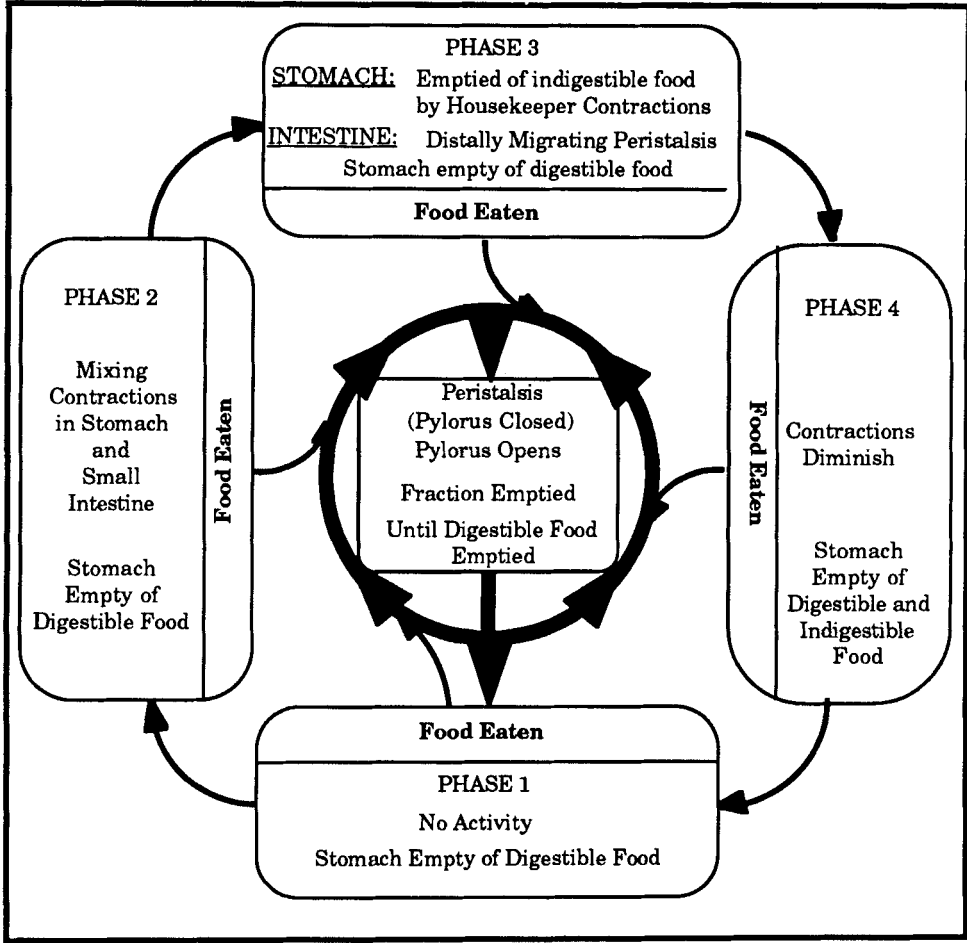 PHASE 3
STOMACH: Emptied of indigestible food
by Housekeeper Contractions
INTESTINE: Distally Migrating Peristalsis
Stomach empty of digestible food
Food Eaten
PHASE 2
Mixing
Contractions
in Stomach
and
Small
Intestine
Stomach
Empty of
Digestible Food
Food Eaten
Peristalsis
(Pylorus Closed)
Pylorus Opens
Fraction Emptied
Until Digestible Food
Emptied
Food Eaten
PHASE 4
Contractions
Diminish
Stomach
Empty of
Digestible and
Indigestible
Food
Food Eaten
PHASE 1
No Activity
Stomach Empty of Digestible Food